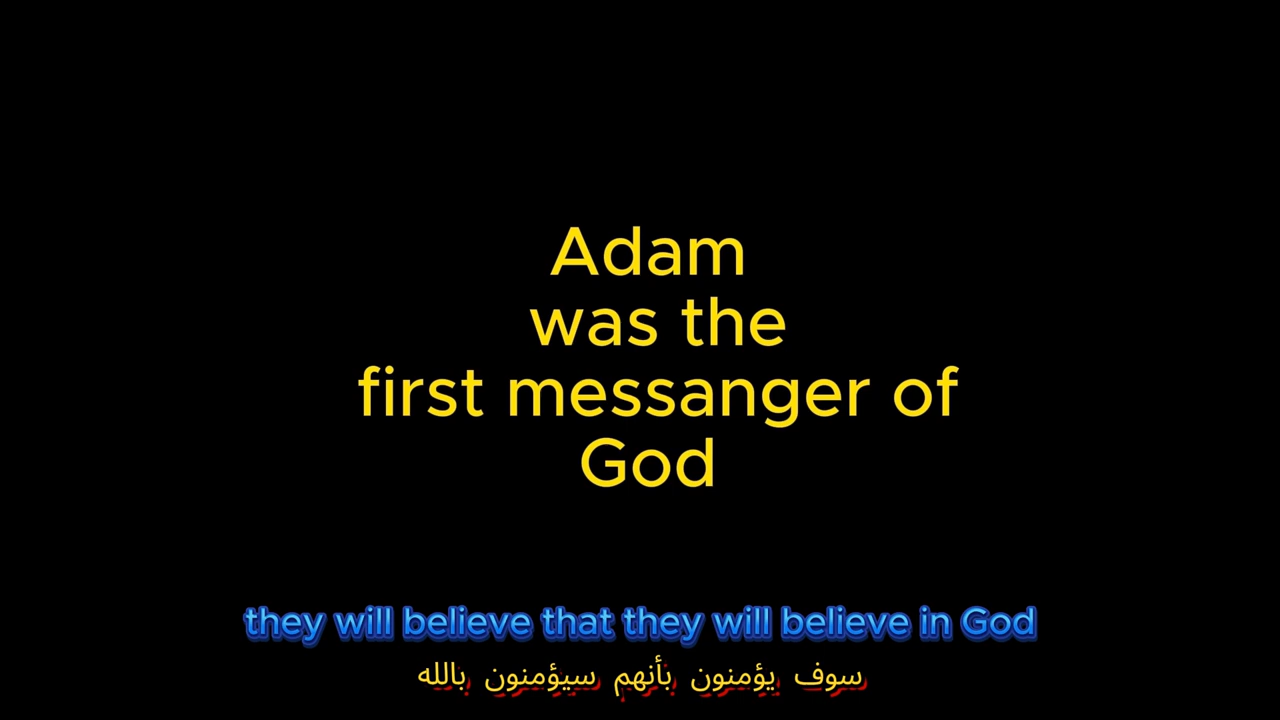 Adam
was the
first messanger of
God
they will believe that they will believe in God
سوف يؤمنون بأنهم سيؤمنون بالله